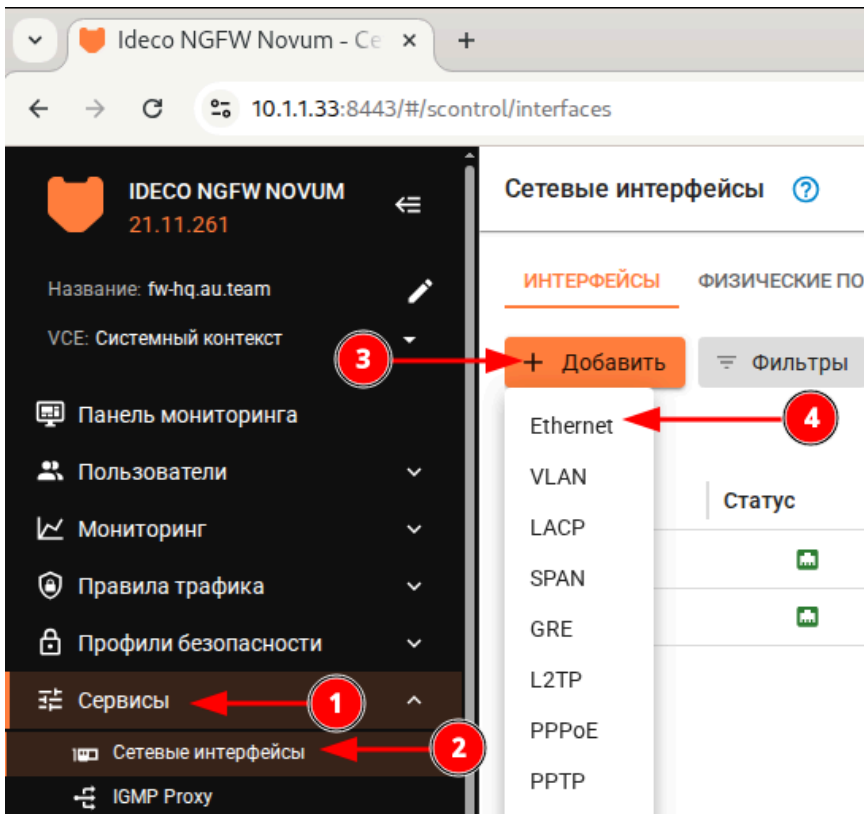 Ideco NGFW Novum - Се
10.1.1.33:8443/#/scontrol/interfaces
IDECO NGFW NOVUM
21.11.261
Название: fw-hq.au.team
VCE: Системный контекст
Панель мониторинга
Пользователи
Мониторинг
Правила трафика
Профили безопасности
Сервисы
1
Сетевые интерфейсы
2
IGMP Proxy
Сетевые интерфейсы ?
ИНТЕРФЕЙСЫ ФИЗИЧЕСКИЕ ПО
3
+ Добавить Фильтры
Ethernet
4
VLAN
Статус
LACP
SPAN
GRE
L2TP
PPPoE
PPTP